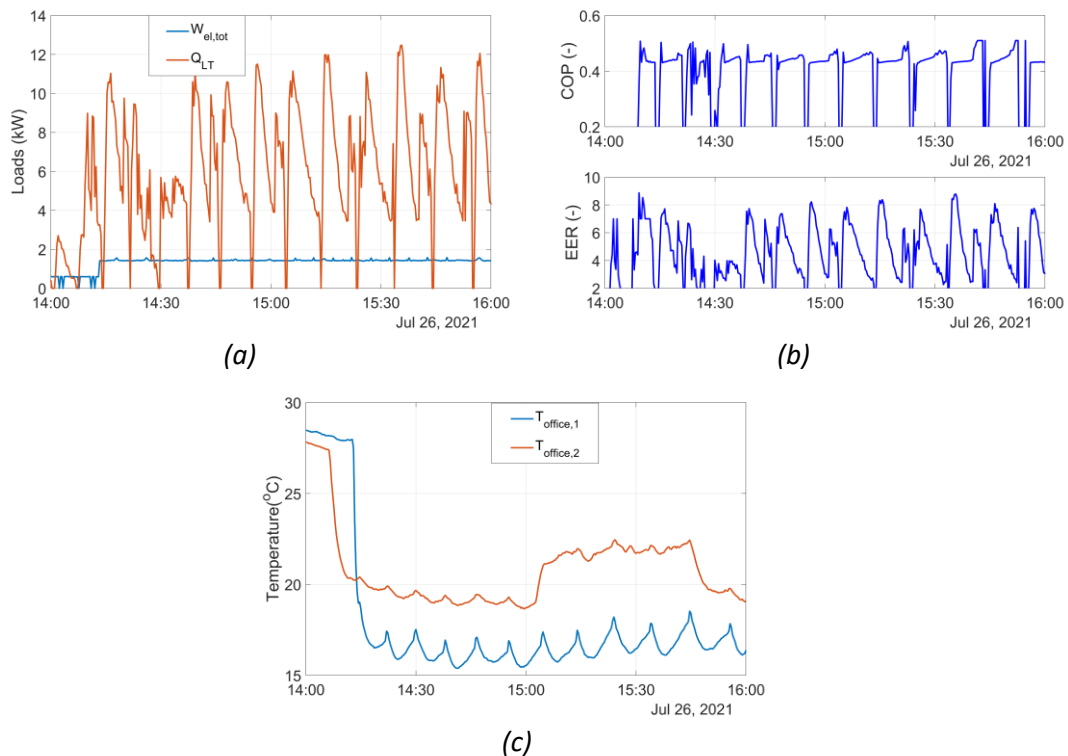 14
12
10
8
6
4
2
0
Loads (kW)
W_el,tot
Q_LT
14:00 14:30 15:00 15:30 16:00
Jul 26, 2021
(a)
0.6
0.4
0.2
COP (-)
14:00 14:30 15:00 15:30 16:00
Jul 26, 2021
10
8
6
4
2
EER (-)
14:00 14:30 15:00 15:30 16:00
Jul 26, 2021
(b)
30
25
20
15
Temperature(°C)
T_office,1
T_office,2
14:00 14:30 15:00 15:30 16:00
Jul 26, 2021
(c)